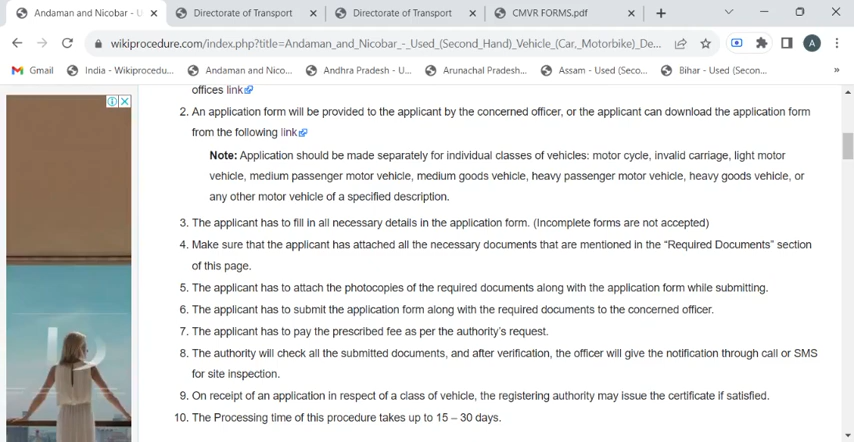 Andaman and Nicobar - U
Directorate of Transport
Directorate of Transport
CMVR FORMS.pdf
wikiprocedure.com/index.php?title=Andaman_and_Nicobar_-_Used_(Second_Hand)_Vehicle_(Car,_Motorbike)_De...
A
Gmail
India - Wikiprocedu...
Andaman and Nico...
Andhra Pradesh - U...
Arunachal Pradesh...
Assam - Used (Seco...
Bihar - Used (Secon...
»
offices link
2. An application form will be provided to the applicant by the concerned officer, or the applicant can download the application form
from the following link
Note: Application should be made separately for individual classes of vehicles: motor cycle, invalid carriage, light motor
vehicle, medium passenger motor vehicle, medium goods vehicle, heavy passenger motor vehicle, heavy goods vehicle, or
any other motor vehicle of a specified description.
3. The applicant has to fill in all necessary details in the application form. (Incomplete forms are not accepted)
4. Make sure that the applicant has attached all the necessary documents that are mentioned in the “Required Documents” section
of this page.
5. The applicant has to attach the photocopies of the required documents along with the application form while submitting.
6. The applicant has to submit the application form along with the required documents to the concerned officer.
7. The applicant has to pay the prescribed fee as per the authority’s request.
8. The authority will check all the submitted documents, and after verification, the officer will give the notification through call or SMS
for site inspection.
9. On receipt of an application in respect of a class of vehicle, the registering authority may issue the certificate if satisfied.
10. The Processing time of this procedure takes up to 15 – 30 days.